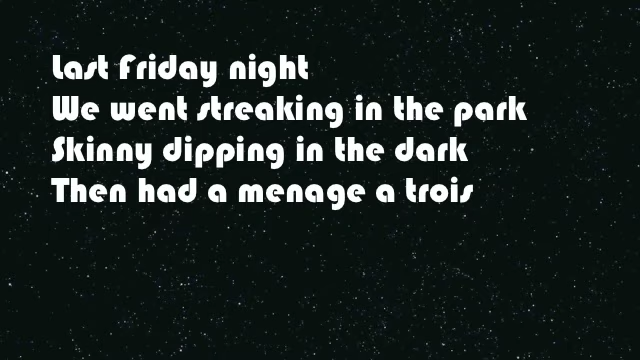 Last Friday night
We went streaking in the park
Skinny dipping in the dark
Then had a menage a trois